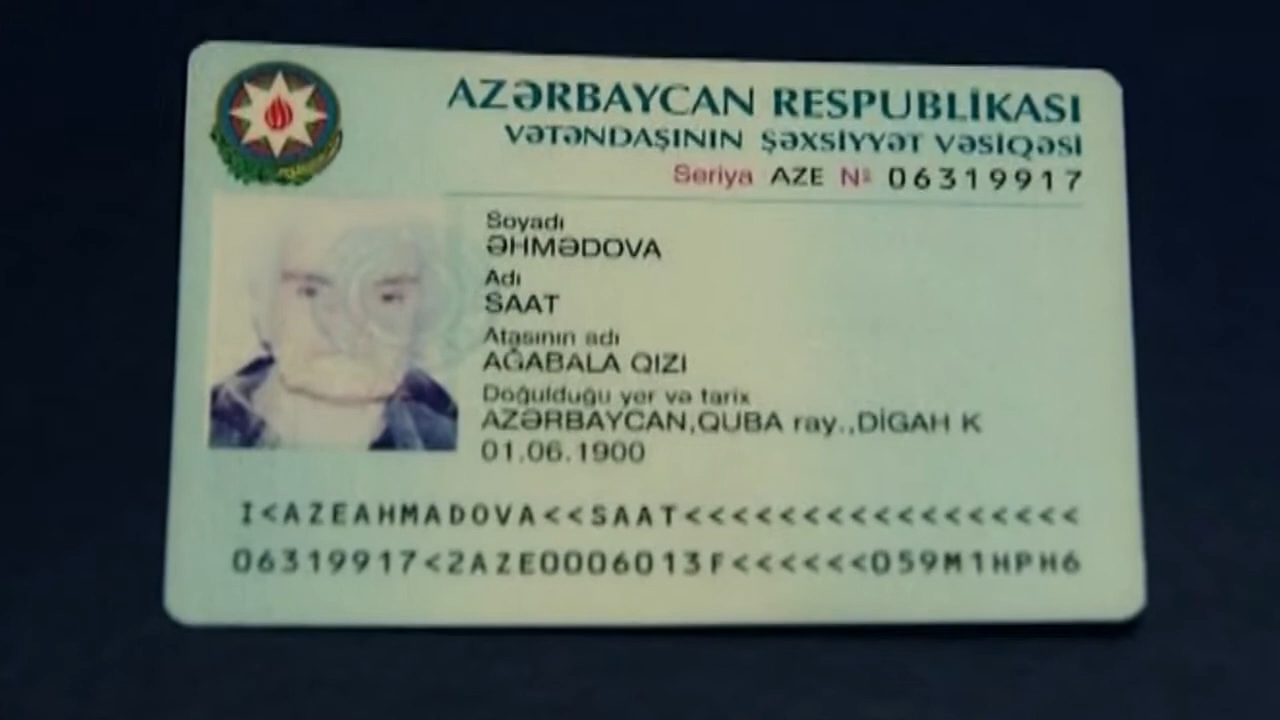 AZƏRBAYCAN RESPUBLİKASI
VƏTƏNDAŞININ ŞƏXSİYYƏT VƏSİQƏSİ
Seriya AZE № 06319917
Soyadı
ƏHMƏDOVA
Adı
SAAT
Atasının adı
AĞABALA QIZI
Doğulduğu yer və tarix
AZƏRBAYCAN,QUBA ray.,DİGAH K
01.06.1900
I<AZEAHMADOVA<<SAAT<<<<<<<<<<<<<<<<<
06319917<2AZE0006013F<<<<<<059M1HPH6